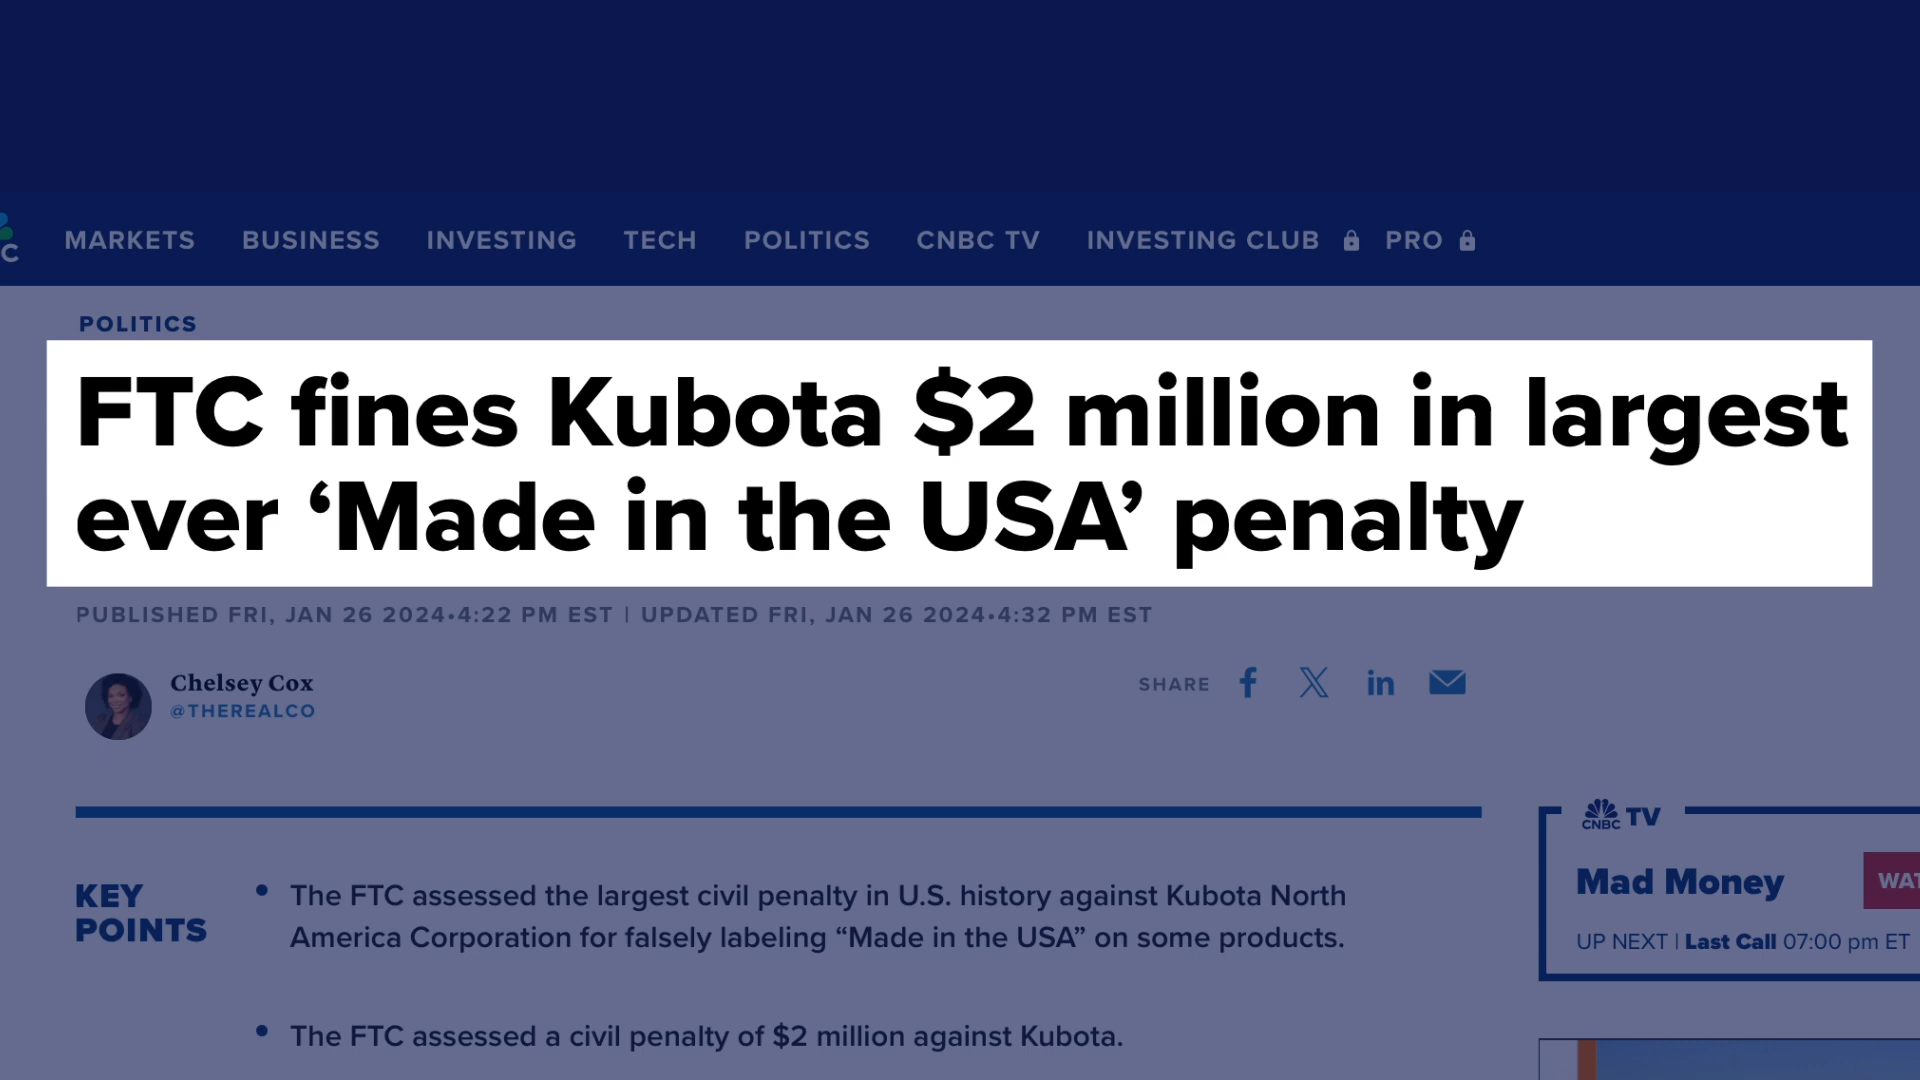 C
MARKETS BUSINESS INVESTING TECH POLITICS CNBC TV INVESTING CLUB PRO
POLITICS
FTC fines Kubota $2 million in largest
ever ‘Made in the USA’ penalty
PUBLISHED FRI, JAN 26 2024•4:22 PM EST | UPDATED FRI, JAN 26 2024•4:32 PM EST
Chelsey Cox
@THEREALCO
SHARE
KEY
POINTS
• The FTC assessed the largest civil penalty in U.S. history against Kubota North
America Corporation for falsely labeling “Made in the USA” on some products.
• The FTC assessed a civil penalty of $2 million against Kubota.
CNBC TV
Mad Money
WAT
UP NEXT | Last Call 07:00 pm ET